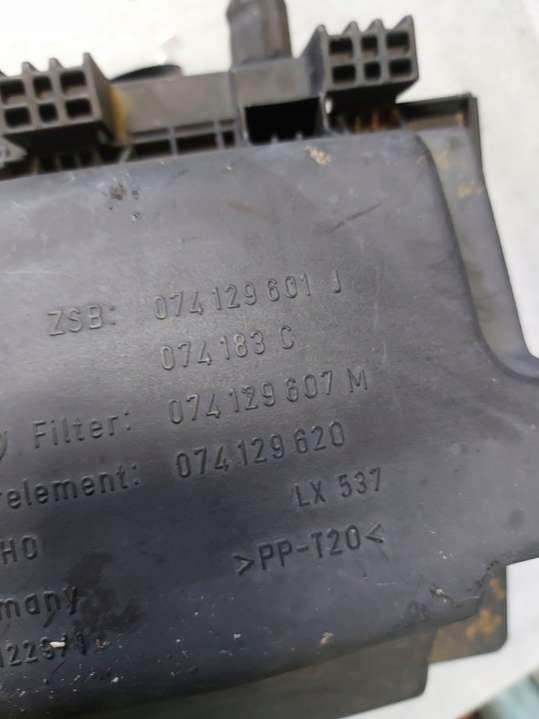 ZSB: 074 129 601 J
074 183 C
Filter: 074 129 607 M
relement: 074 129 620
LX 537
HO
>PP-T20<
many